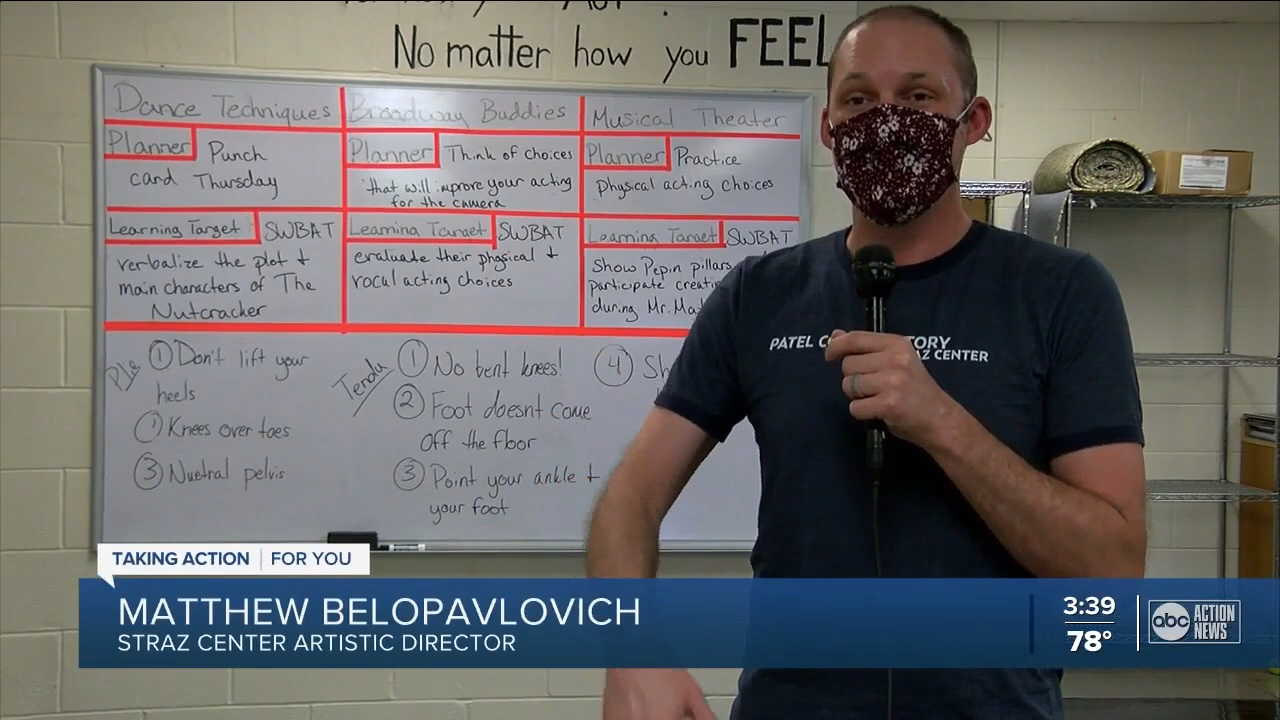 No matter how you FEEL
Dance Techniques
Broadway Buddies
Musical Theater
Planner Punch
card Thursday
Planner Think of choices
that will improve your acting
for the camera
Planner Practice
physical acting choices
Learning Target SWBAT
verbalize the plot +
main characters of The
Nutcracker
Learning Target SWBAT
evaluate their physical +
vocal acting choices
Learning Target SWBAT
Show Pepin pillars
participate
during Mr.
Plie
① Don't lift your
heels
Knees over toes
③ Nuetral pelvis
Tendu
① No bent knees!
② Foot doesnt come
off the floor
③ Point your ankle +
your foot
④
PATEL
STRAZ CENTER
TAKING ACTION FOR YOU
MATTHEW BELOPAVLOVICH
STRAZ CENTER ARTISTIC DIRECTOR
3:39
78°
abc ACTION
NEWS